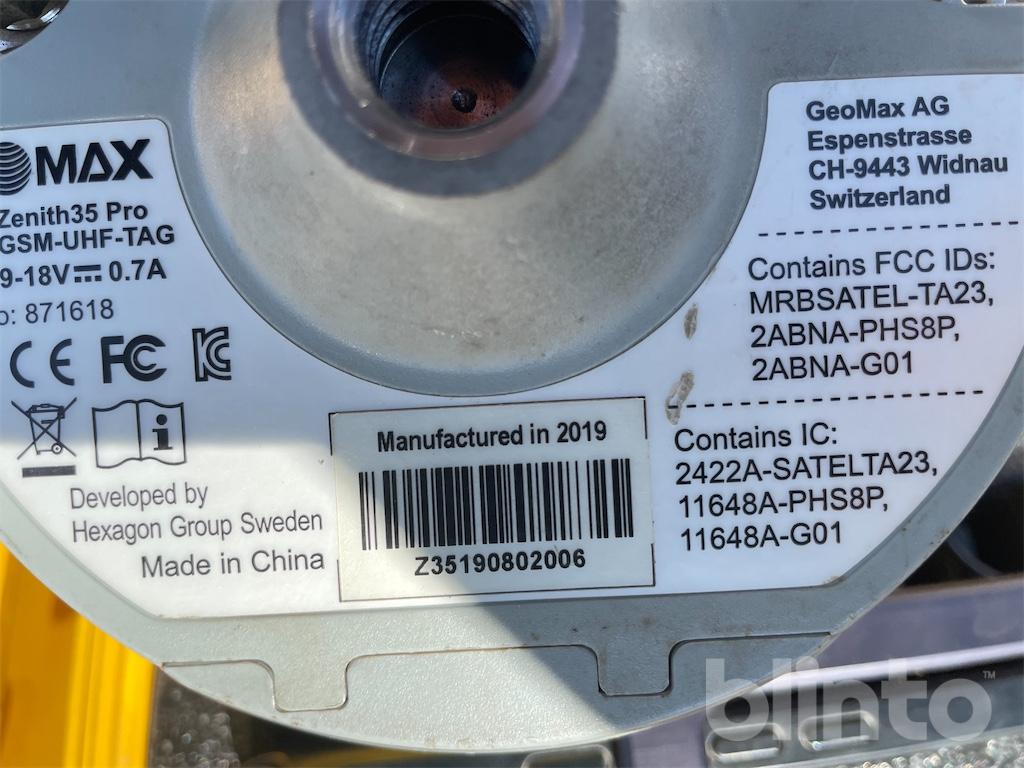 MAX
Zenith35 Pro
GSM-UHF-TAG
9-18V 0.7A
o: 871618
CE FC
Developed by
Hexagon Group Sweden
Made in China
Manufactured in 2019
Z35190802006
GeoMax AG
Espenstrasse
CH-9443 Widnau
Switzerland
Contains FCC IDs:
MRBSATEL-TA23,
2ABNA-PHS8P,
2ABNA-G01
Contains IC:
2422A-SATELTA23,
11648A-PHS8P,
11648A-G01
blinto™